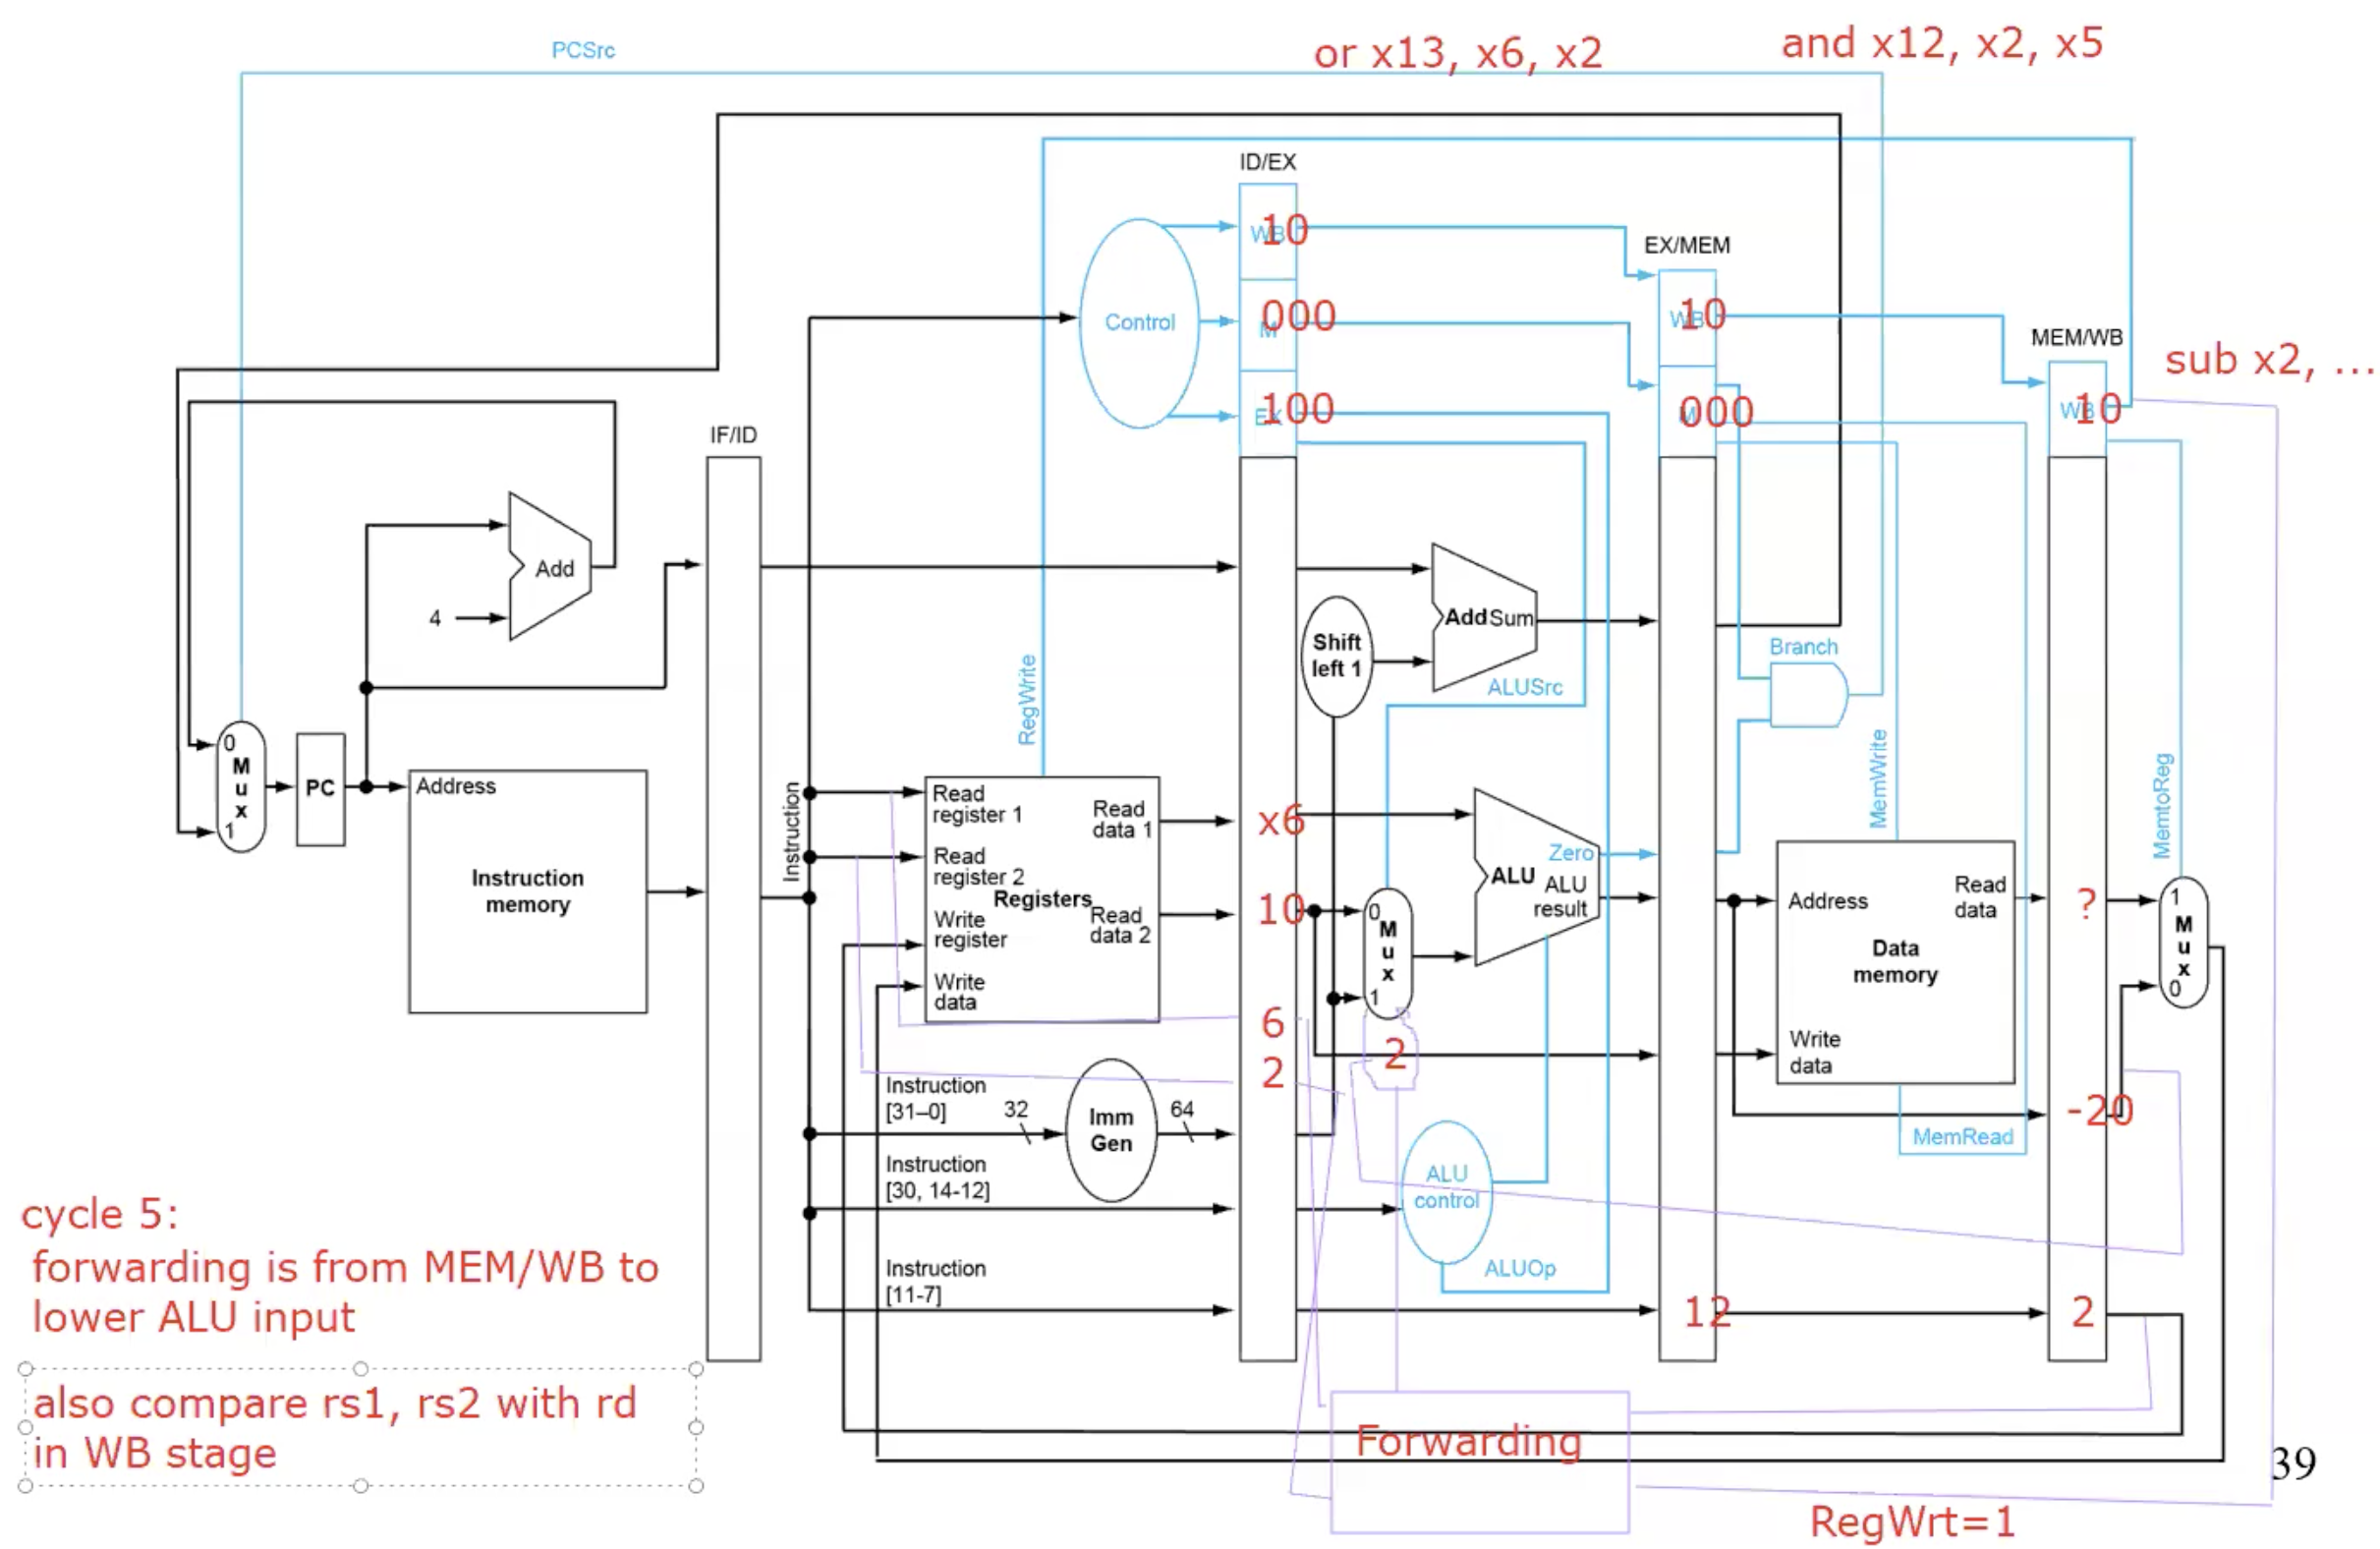 PCSrc
or x13, x6, x2
and x12, x2, x5
ID/EX
WB
10
EX/MEM
Control
000
M
WB
10
MEM/WB
sub x2, ...
EX
100
M
000
WB
10
IF/ID
Add
4
Shift
left 1
Add Sum
Branch
ALUSrc
RegWrite
MemWrite
MemtoReg
0
M
u
x
1
PC
Address
Instruction
memory
Instruction
Read
register 1
Read
data 1
Read
register 2
Registers
Write
register
Read
data 2
Write
data
x6
10
Zero
ALU
ALU
result
0
M
u
x
1
Address
Read
data
Data
memory
Write
data
?
1
M
u
x
0
6
2
2
Instruction
[31–0]
32
Imm
Gen
64
-20
MemRead
Instruction
[30, 14-12]
ALU
control
Instruction
[11-7]
ALUOp
12
2
cycle 5:
forwarding is from MEM/WB to
lower ALU input
also compare rs1, rs2 with rd
in WB stage
Forwarding
39
RegWrt=1